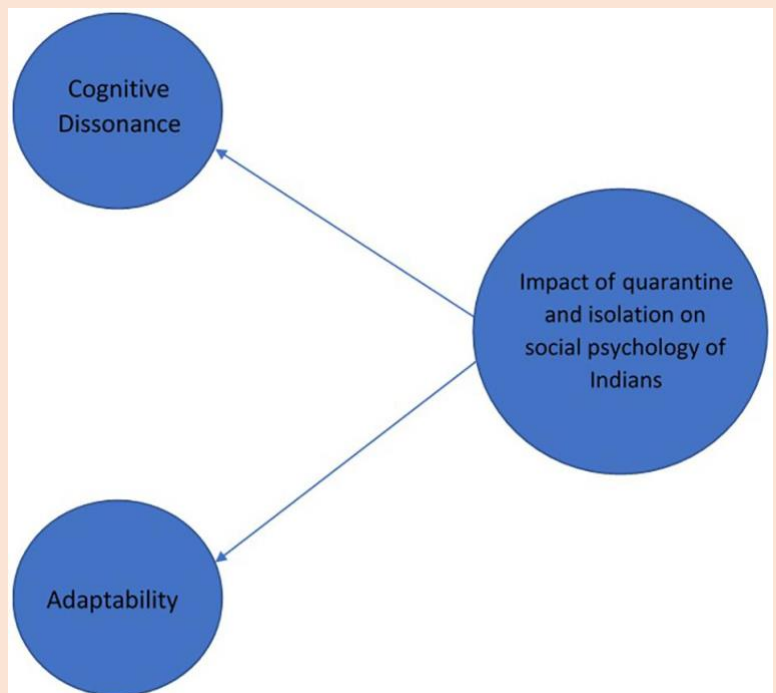 Cognitive
Dissonance
Impact of quarantine
and isolation on
social psychology of
Indians
Adaptability